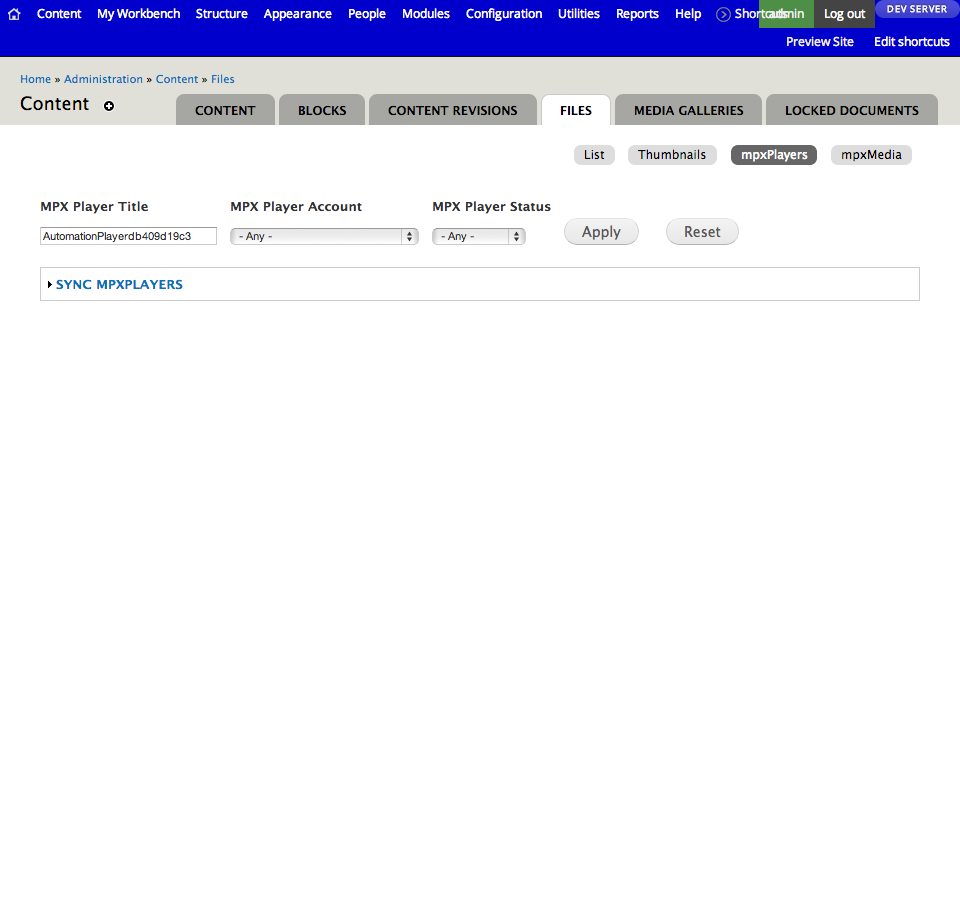 Content My Workbench Structure Appearance People Modules Configuration Utilities Reports Help Shortcuts admin Log out DEV SERVER
Preview Site Edit shortcuts
Home » Administration » Content » Files
Content CONTENT BLOCKS CONTENT REVISIONS FILES MEDIA GALLERIES LOCKED DOCUMENTS
List Thumbnails mpxPlayers mpxMedia
MPX Player Title MPX Player Account MPX Player Status
AutomationPlayerdb409d19c3 - Any - - Any - Apply Reset
SYNC MPXPLAYERS